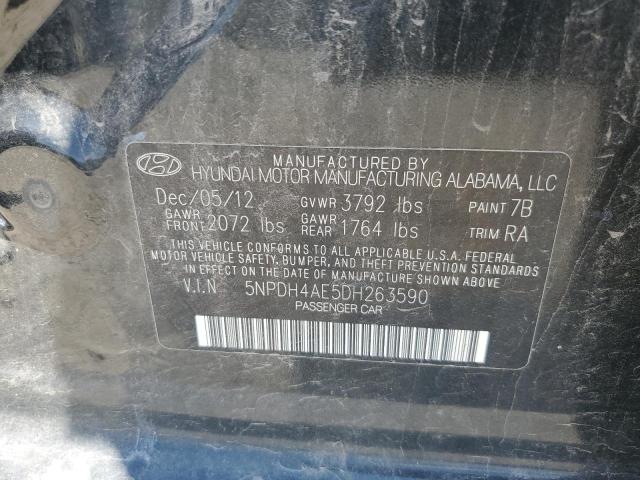 MANUFACTURED BY
HYUNDAI MOTOR MANUFACTURING ALABAMA, LLC
Dec/05/12 GVWR 3792 lbs PAINT 7B
GAWR FRONT 2072 lbs GAWR REAR 1764 lbs TRIM RA
THIS VEHICLE CONFORMS TO ALL APPLICABLE U.S.A. FEDERAL
MOTOR VEHICLE SAFETY, BUMPER, AND THEFT PREVENTION STANDARDS
IN EFFECT ON THE DATE OF MANUFACTURE SHOWN ABOVE
V.I.N 5NPDH4AE5DH263590
PASSENGER CAR